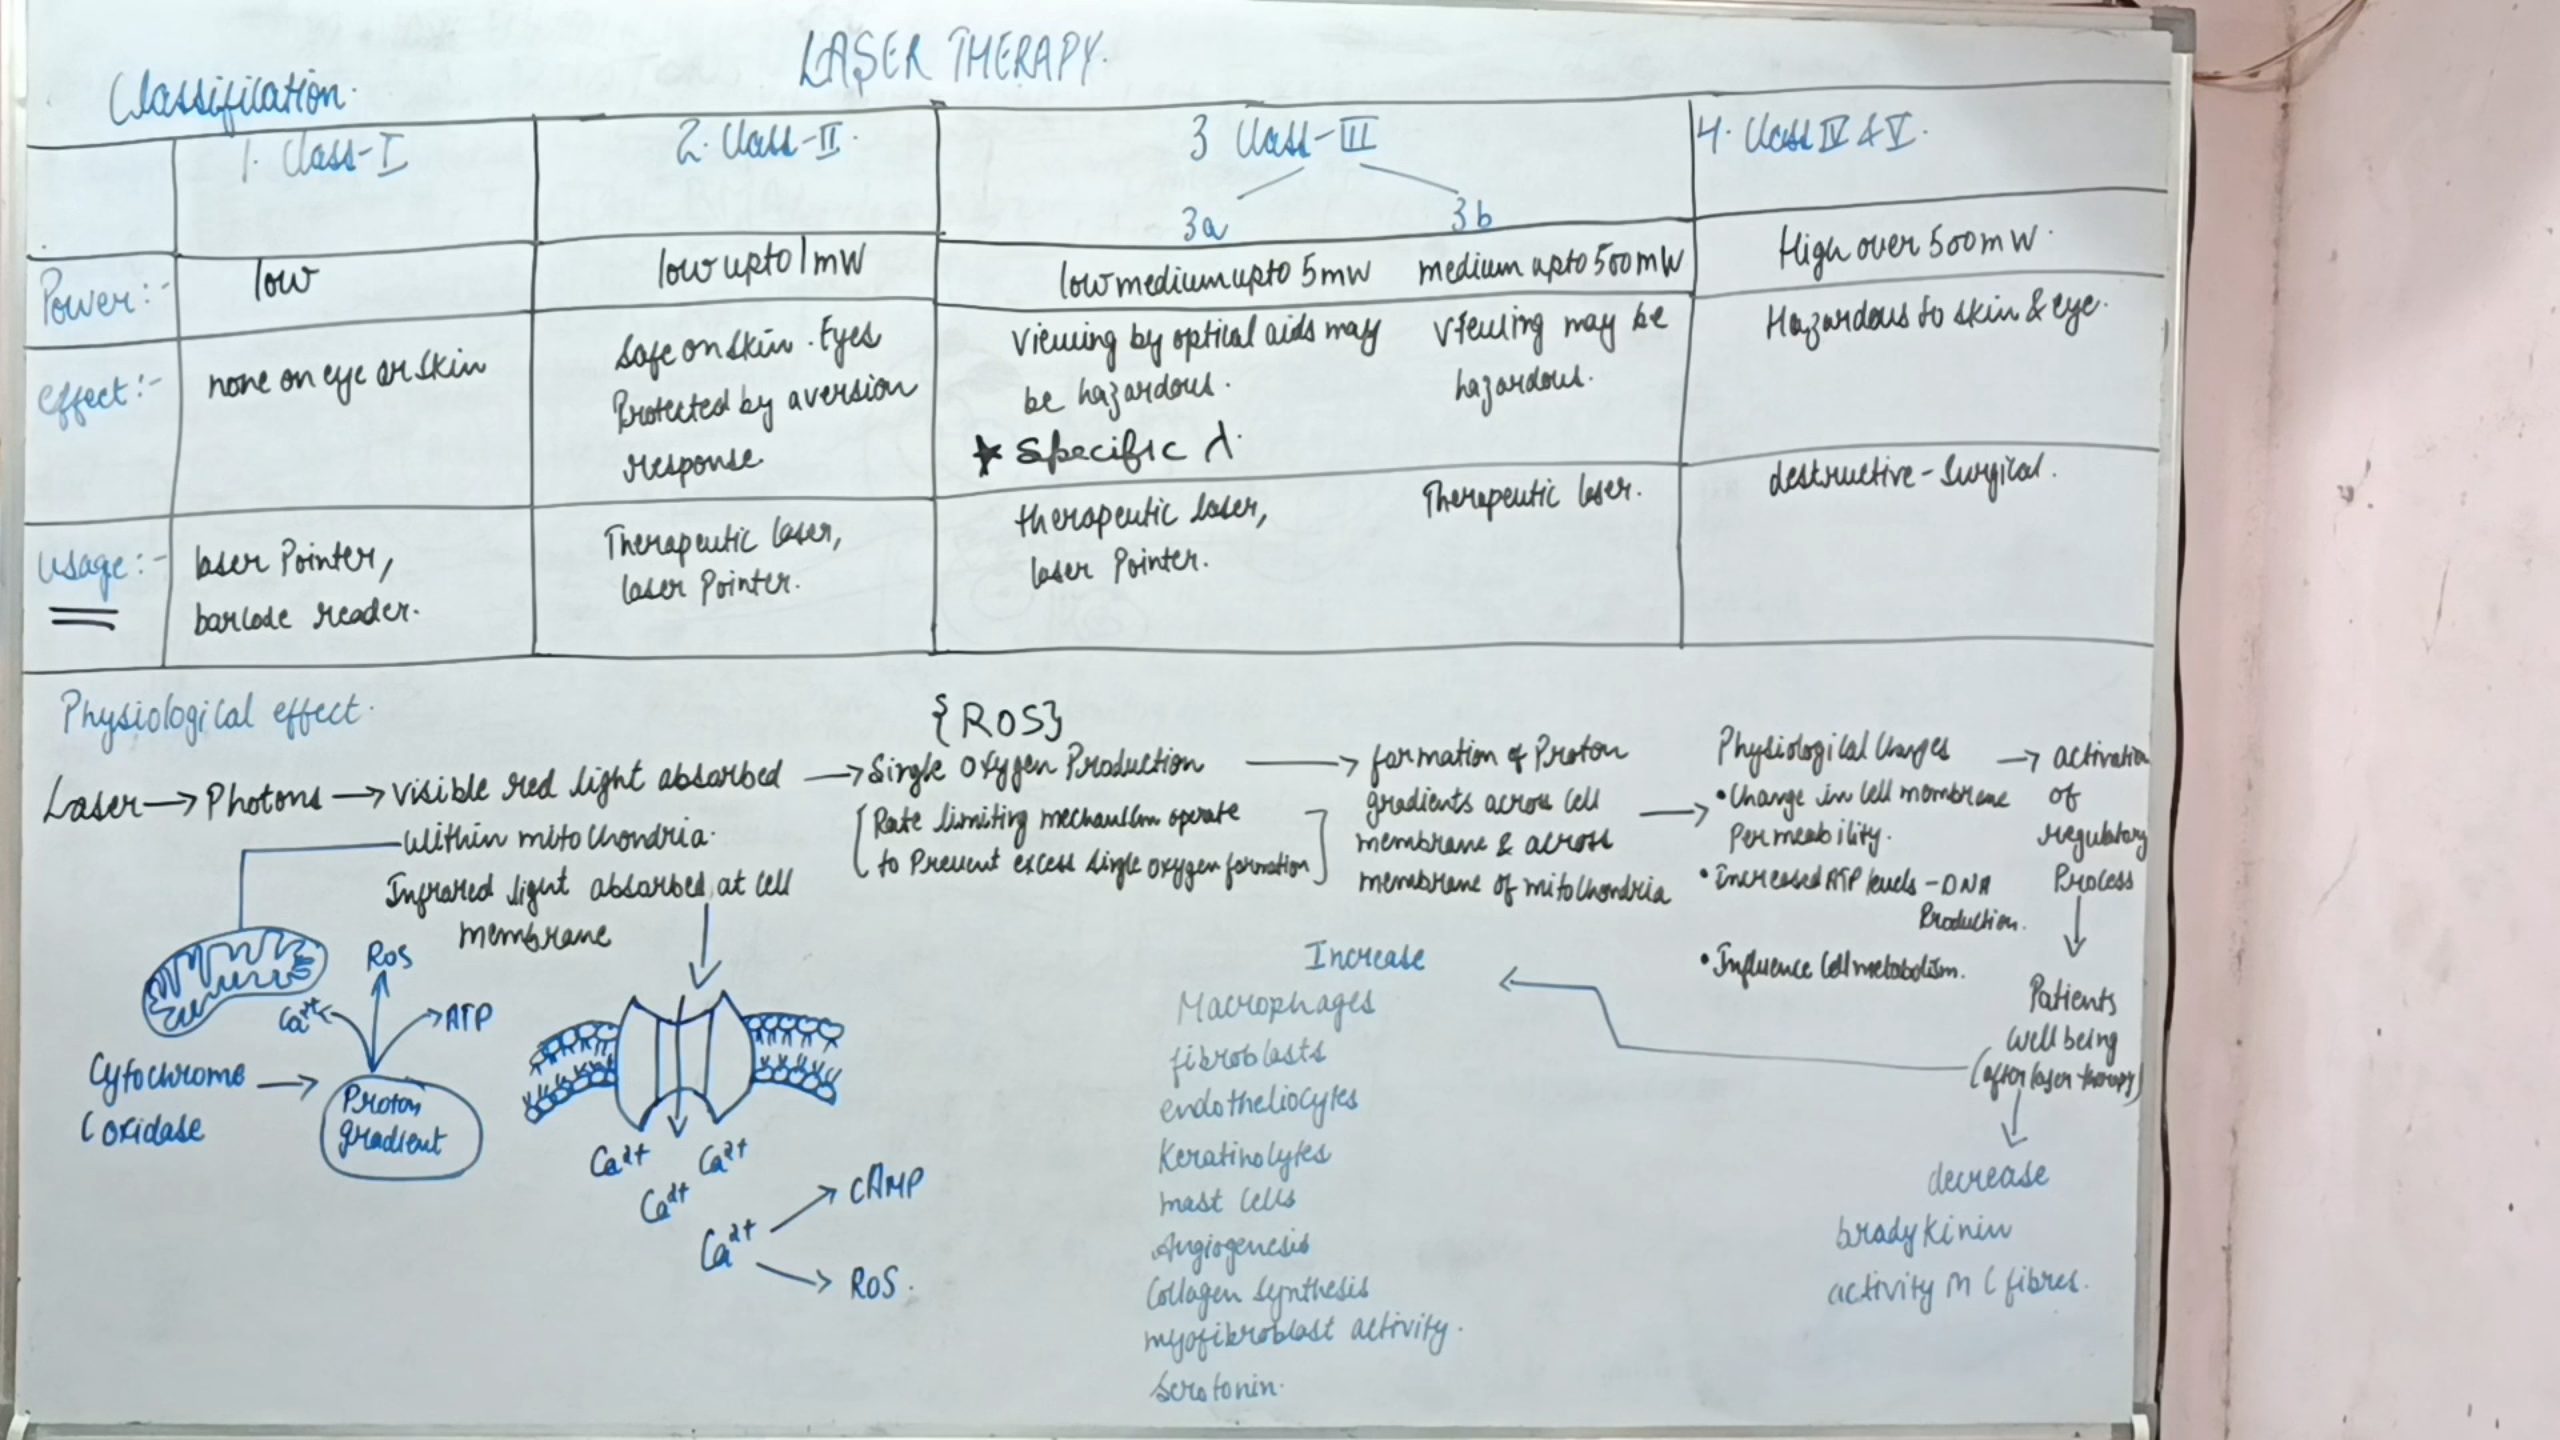 LASER THERAPY.
Classification.
1. Class-I
2. Class-II.
3 Class-III
3a
3b
4. Class IV & V.
Power:-
low
low upto 1 mW
low medium upto 5mW
medium upto 500mW
High over 500mW.
effect:-
none on eye or skin
Safe on skin. Eyes
Protected by aversion
response
Viewing by optical aids may
be hazardous.
★ Specific λ.
Viewing may be
hazardous.
Hazardous to skin & eye.
usage:-
laser Pointer,
barcode reader.
Therapeutic laser,
laser Pointer.
therapeutic laser,
laser Pointer.
Therapeutic laser.
destructive - Surgical.
Physiological effect.
{ROS}
Laser → Photons → visible red light absorbed
within mitochondria.
Infrared light absorbed at cell
membrane
→ Single Oxygen Production
[Rate limiting mechanism operate
to Prevent excess single oxygen formation]
→ formation of Proton
gradients across cell
membrane & across
membrane of mitochondria
→ Physiological Changes
• Change in cell membrane
Permeability.
• Increased ATP levels - DNA
Production.
• Influence Cell metabolism.
→ activation
of
regulatory
Process
Patients
well being
(after laser therapy)
decrease
bradykinin
activity in C fibres.
Increase
Macrophages
fibroblasts
endotheliocytes
Keratinocytes
mast cells
Angiogenesis
Collagen synthesis
myofibroblast activity.
Serotonin.
ROS
Ca²⁺
ATP
Cytochrome
C oxidase
→
Proton
gradient
Ca²⁺ Ca²⁺
Ca²⁺
Ca²⁺
cAMP
ROS.